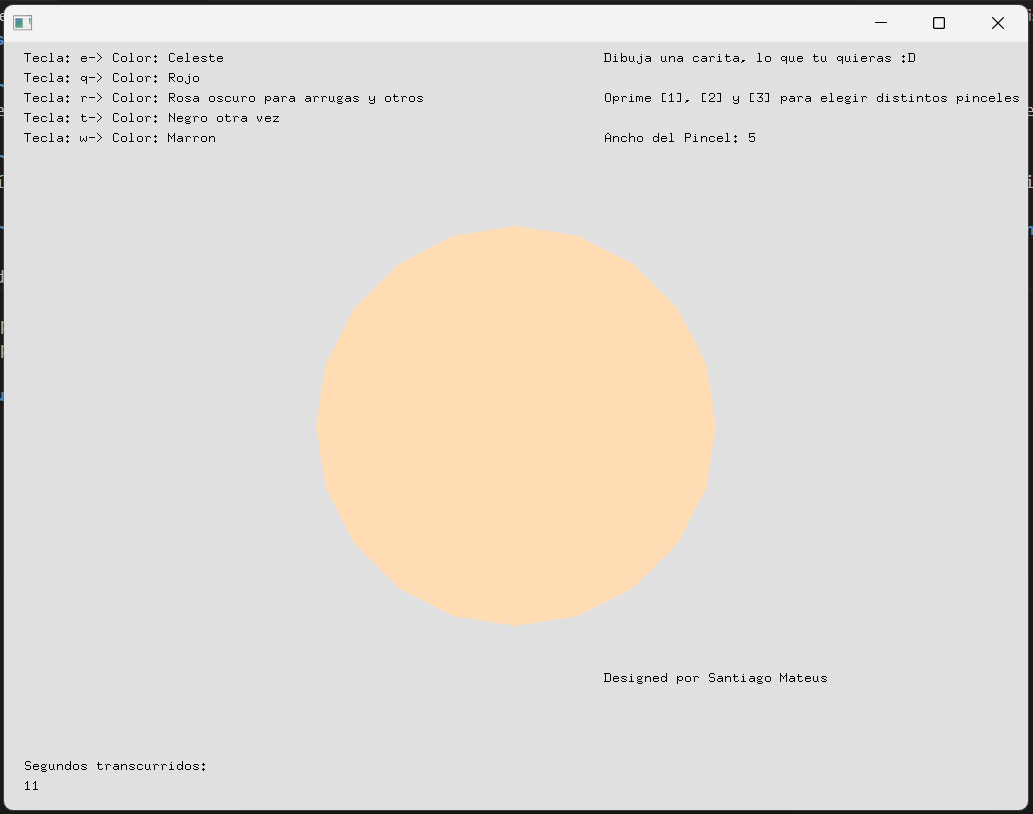 Tecla: e-> Color: Celeste
Tecla: q-> Color: Rojo
Tecla: r-> Color: Rosa oscuro para arrugas y otros
Tecla: t-> Color: Negro otra vez
Tecla: w-> Color: Marron
Dibuja una carita, lo que tu quieras :D
Oprime [1], [2] y [3] para elegir distintos pinceles
Ancho del Pincel: 5
Designed por Santiago Mateus
Segundos transcurridos:
11